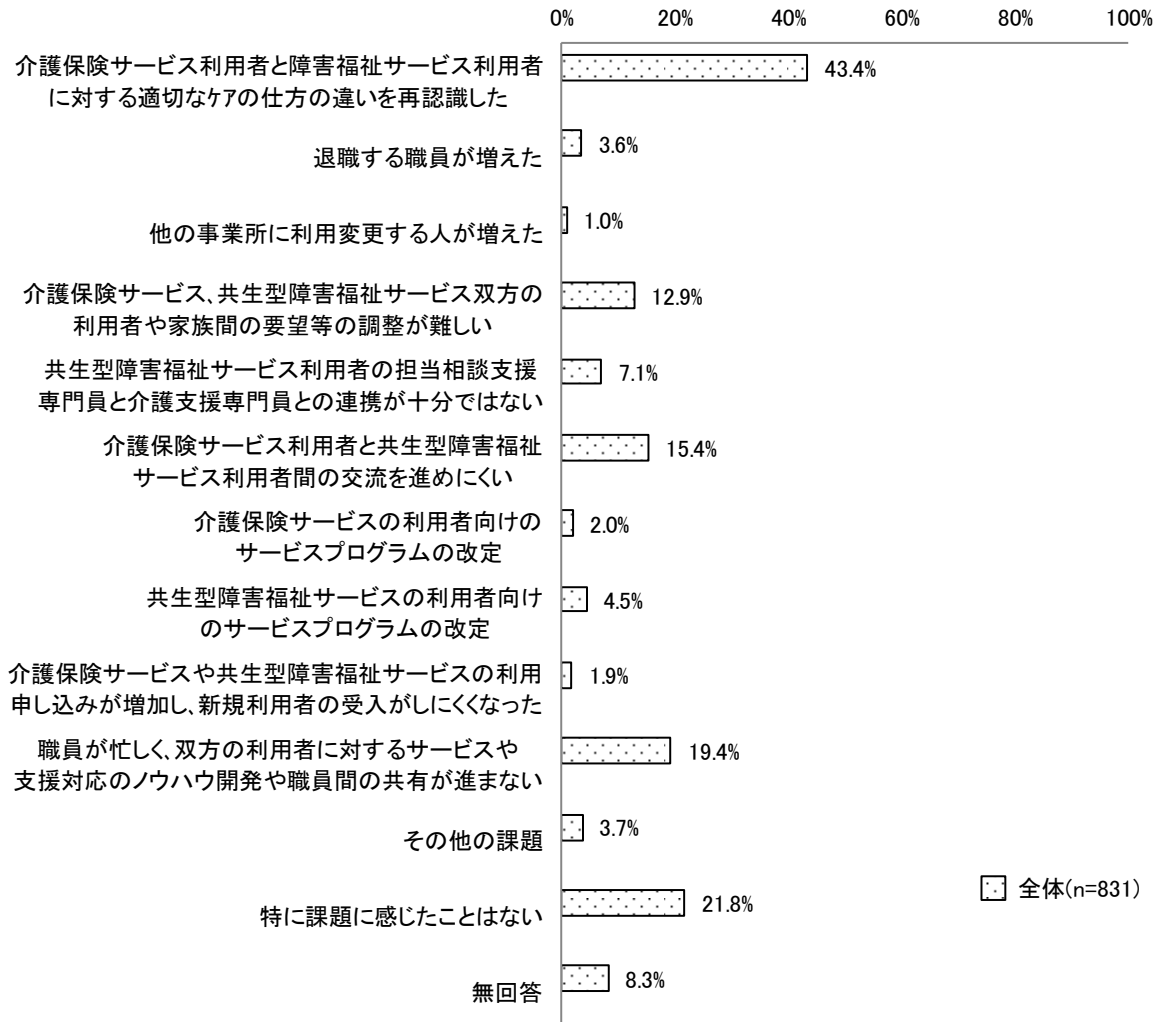 0% 20% 40% 60% 80% 100%
介護保険サービス利用者と障害福祉サービス利用者
に対する適切なｹｱの仕方の違いを再認識した
43.4%
退職する職員が増えた
3.6%
他の事業所に利用変更する人が増えた
1.0%
介護保険サービス、共生型障害福祉サービス双方の
利用者や家族間の要望等の調整が難しい
12.9%
共生型障害福祉サービス利用者の担当相談支援
専門員と介護支援専門員との連携が十分ではない
7.1%
介護保険サービス利用者と共生型障害福祉
サービス利用者間の交流を進めにくい
15.4%
介護保険サービスの利用者向けの
サービスプログラムの改定
2.0%
共生型障害福祉サービスの利用者向け
のサービスプログラムの改定
4.5%
介護保険サービスや共生型障害福祉サービスの利用
申し込みが増加し、新規利用者の受入がしにくくなった
1.9%
職員が忙しく、双方の利用者に対するサービスや
支援対応のノウハウ開発や職員間の共有が進まない
19.4%
その他の課題
3.7%
特に課題に感じたことはない
21.8%
無回答
8.3%
全体(n=831)